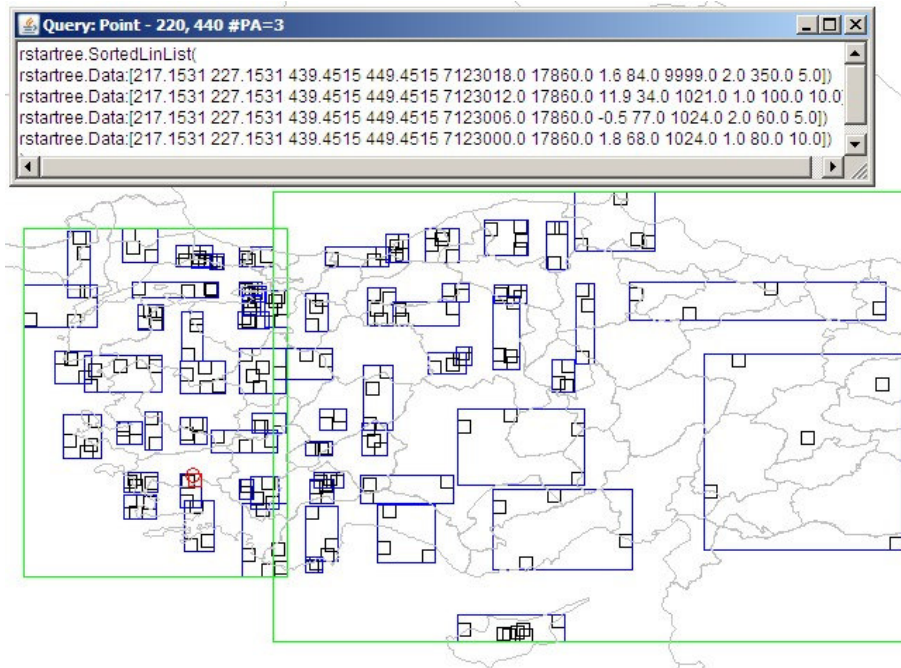 Query: Point - 220, 440 #PA=3
rstartree.SortedLinList(
rstartree.Data:[217.1531 227.1531 439.4515 449.4515 7123018.0 17860.0 1.6 84.0 9999.0 2.0 350.0 5.0])
rstartree.Data:[217.1531 227.1531 439.4515 449.4515 7123012.0 17860.0 11.9 34.0 1021.0 1.0 100.0 10.0]
rstartree.Data:[217.1531 227.1531 439.4515 449.4515 7123006.0 17860.0 -0.5 77.0 1024.0 2.0 60.0 5.0])
rstartree.Data:[217.1531 227.1531 439.4515 449.4515 7123000.0 17860.0 1.8 68.0 1024.0 1.0 80.0 10.0])